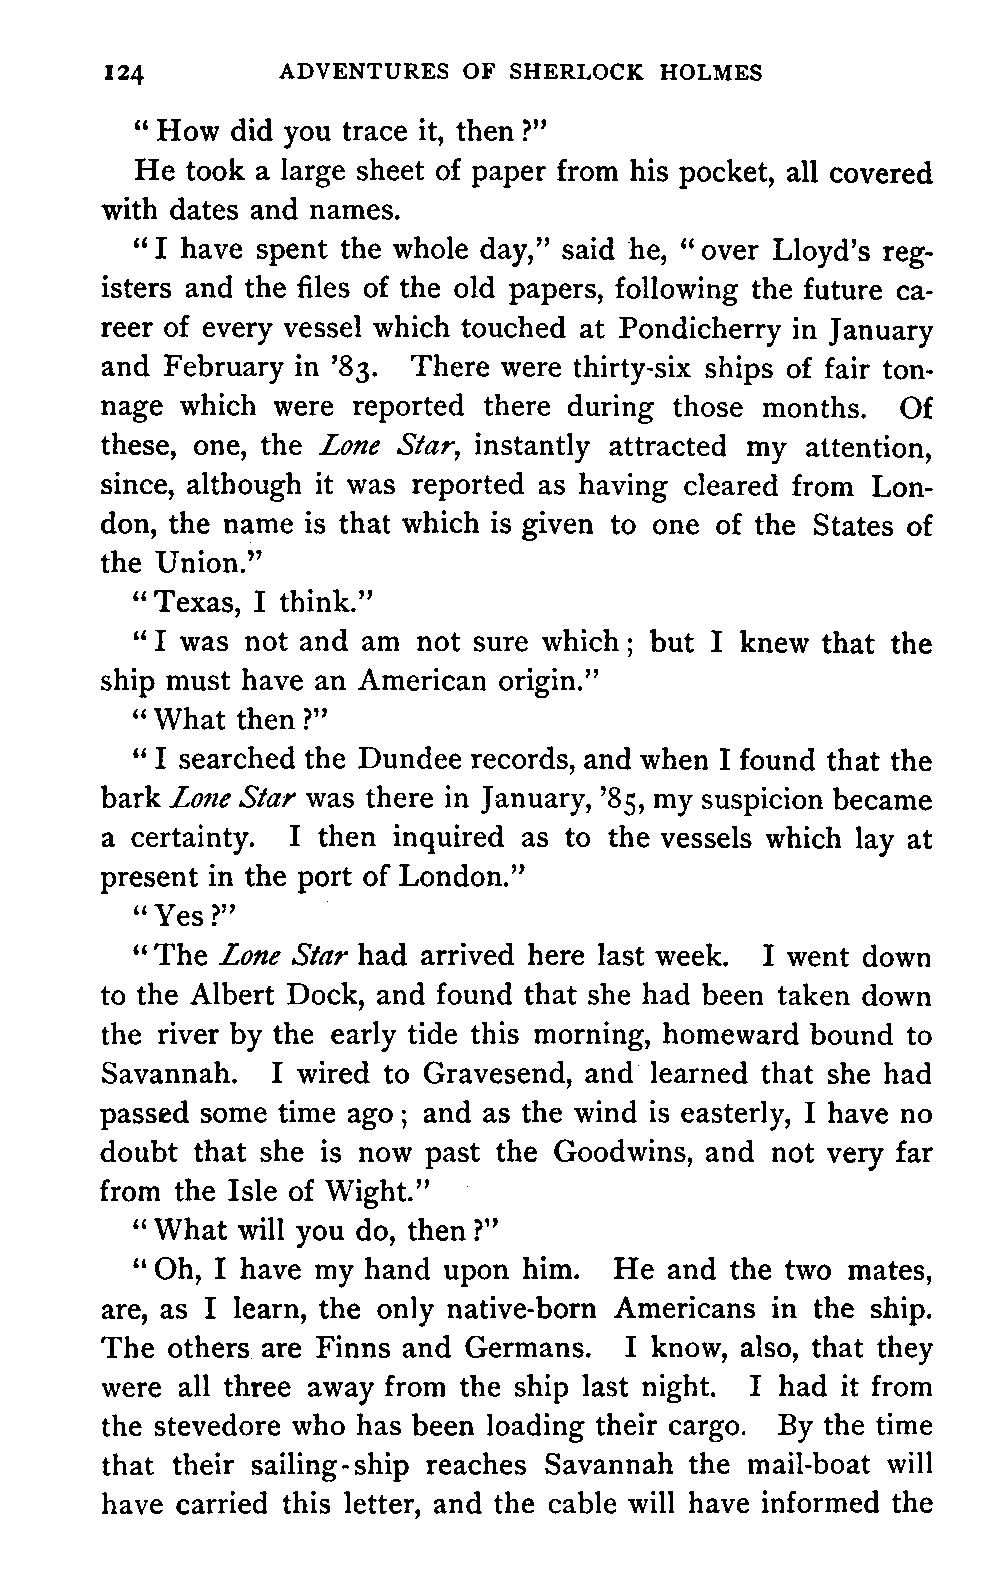 124 ADVENTURES OF SHERLOCK HOLMES
“How did you trace it, then?”
He took a large sheet of paper from his pocket, all covered
with dates and names.
“I have spent the whole day,” said he, “over Lloyd’s reg-
isters and the files of the old papers, following the future ca-
reer of every vessel which touched at Pondicherry in January
and February in ’83. There were thirty-six ships of fair ton-
nage which were reported there during those months. Of
these, one, the Lone Star, instantly attracted my attention,
since, although it was reported as having cleared from Lon-
don, the name is that which is given to one of the States of
the Union.”
“Texas, I think.”
“I was not and am not sure which; but I knew that the
ship must have an American origin.”
“What then?”
“I searched the Dundee records, and when I found that the
bark Lone Star was there in January, ’85, my suspicion became
a certainty. I then inquired as to the vessels which lay at
present in the port of London.”
“Yes?”
“The Lone Star had arrived here last week. I went down
to the Albert Dock, and found that she had been taken down
the river by the early tide this morning, homeward bound to
Savannah. I wired to Gravesend, and learned that she had
passed some time ago; and as the wind is easterly, I have no
doubt that she is now past the Goodwins, and not very far
from the Isle of Wight.”
“What will you do, then?”
“Oh, I have my hand upon him. He and the two mates,
are, as I learn, the only native-born Americans in the ship.
The others are Finns and Germans. I know, also, that they
were all three away from the ship last night. I had it from
the stevedore who has been loading their cargo. By the time
that their sailing-ship reaches Savannah the mail-boat will
have carried this letter, and the cable will have informed the